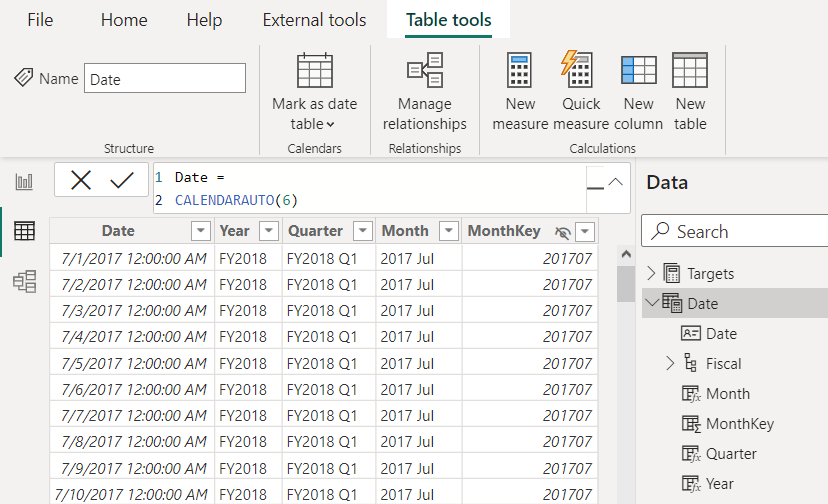 File Home Help External tools Table tools
Name Date
Mark as date table
Manage relationships
New measure
Quick measure
New column
New table
Structure Calendars Relationships Calculations
1 Date =
2 CALENDARAUTO(6)
Date Year Quarter Month MonthKey
7/1/2017 12:00:00 AM FY2018 FY2018 Q1 2017 Jul 201707
7/2/2017 12:00:00 AM FY2018 FY2018 Q1 2017 Jul 201707
7/3/2017 12:00:00 AM FY2018 FY2018 Q1 2017 Jul 201707
7/4/2017 12:00:00 AM FY2018 FY2018 Q1 2017 Jul 201707
7/5/2017 12:00:00 AM FY2018 FY2018 Q1 2017 Jul 201707
7/6/2017 12:00:00 AM FY2018 FY2018 Q1 2017 Jul 201707
7/7/2017 12:00:00 AM FY2018 FY2018 Q1 2017 Jul 201707
7/8/2017 12:00:00 AM FY2018 FY2018 Q1 2017 Jul 201707
7/9/2017 12:00:00 AM FY2018 FY2018 Q1 2017 Jul 201707
7/10/2017 12:00:00 AM FY2018 FY2018 Q1 2017 Jul 201707
Data
Search
Targets
Date
Date
Fiscal
Month
MonthKey
Quarter
Year